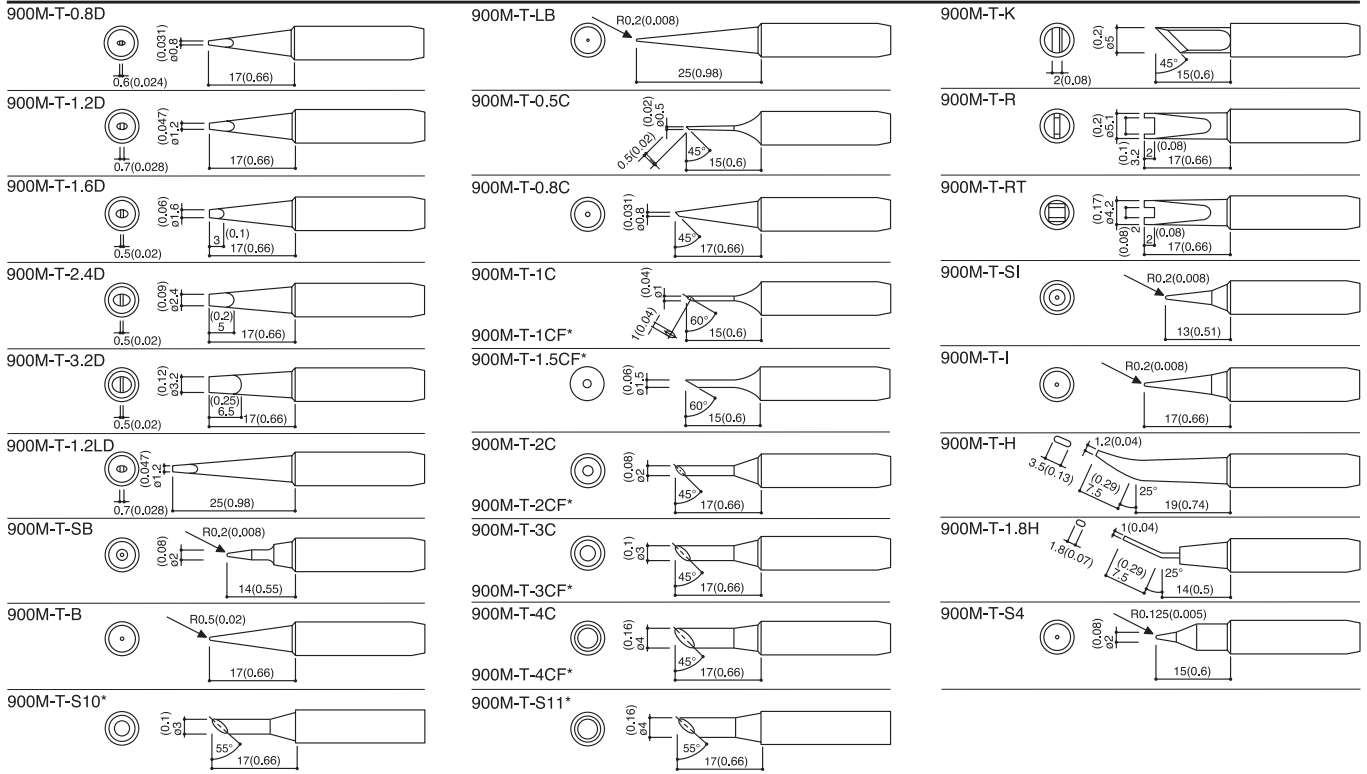 900M-T-0.8D
(0.031)
ø0.8
0.6(0.024)
17(0.66)
900M-T-1.2D
(0.047)
ø1.2
0.7(0.028)
17(0.66)
900M-T-1.6D
(0.06)
ø1.6
3
(0.1)
0.5(0.02)
17(0.66)
900M-T-2.4D
(0.09)
ø2.4
(0.2)
5
0.5(0.02)
17(0.66)
900M-T-3.2D
(0.12)
ø3.2
(0.25)
6.5
0.5(0.02)
17(0.66)
900M-T-1.2LD
(0.047)
ø1.2
0.7(0.028)
25(0.98)
900M-T-SB
R0.2(0.008)
(0.08)
ø2
14(0.55)
900M-T-B
R0.5(0.02)
17(0.66)
900M-T-S10*
(0.1)
ø3
55°
17(0.66)
900M-T-LB
R0.2(0.008)
25(0.98)
900M-T-0.5C
(0.02)
ø0.5
0.5(0.02)
45°
15(0.6)
900M-T-0.8C
(0.031)
ø0.8
45°
17(0.66)
900M-T-1C
(0.04)
ø1
1(0.04)
60°
15(0.6)
900M-T-1CF*
900M-T-1.5CF*
(0.06)
ø1.5
60°
15(0.6)
900M-T-2C
(0.08)
ø2
45°
17(0.66)
900M-T-2CF*
900M-T-3C
(0.1)
ø3
45°
17(0.66)
900M-T-3CF*
900M-T-4C
(0.16)
ø4
45°
17(0.66)
900M-T-4CF*
900M-T-S11*
(0.16)
ø4
55°
17(0.66)
900M-T-K
(0.2)
ø5
45°
2(0.08)
15(0.6)
900M-T-R
(0.2)
ø5.1
(0.1)
3.2
2
(0.08)
17(0.66)
900M-T-RT
(0.17)
ø4.2
(0.08)
2
2
(0.08)
17(0.66)
900M-T-SI
R0.2(0.008)
13(0.51)
900M-T-I
R0.2(0.008)
17(0.66)
900M-T-H
1.2(0.04)
3.5(0.13)
(0.29)
7.5
25°
19(0.74)
900M-T-1.8H
1(0.04)
1.8(0.07)
(0.29)
7.5
25°
14(0.5)
900M-T-S4
R0.125(0.005)
(0.08)
ø2
15(0.6)